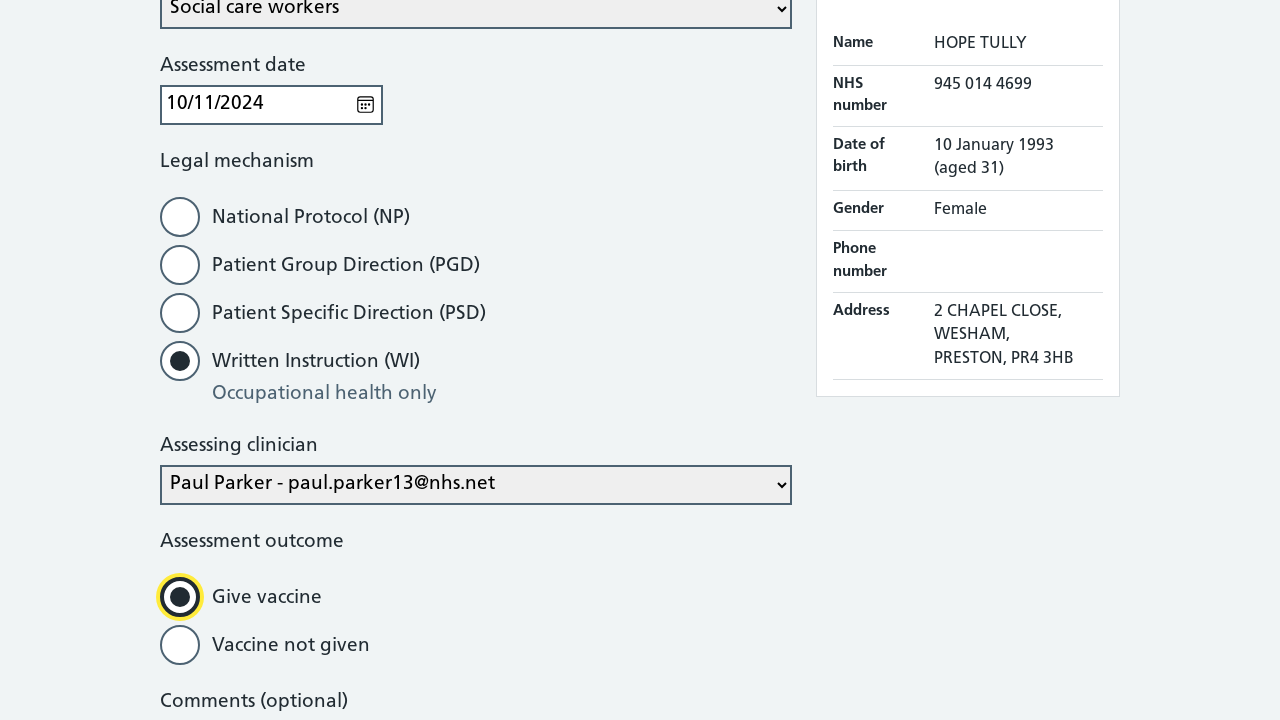 Social care workers
Assessment date
10/11/2024
Legal mechanism
National Protocol (NP)
Patient Group Direction (PGD)
Patient Specific Direction (PSD)
Written Instruction (WI)
Occupational health only
Assessing clinician
Paul Parker - paul.parker13@nhs.net
Assessment outcome
Give vaccine
Vaccine not given
Comments (optional)
Name HOPE TULLY
NHS number 945 014 4699
Date of birth 10 January 1993 (aged 31)
Gender Female
Phone number
Address 2 CHAPEL CLOSE,
WESHAM,
PRESTON, PR4 3HB